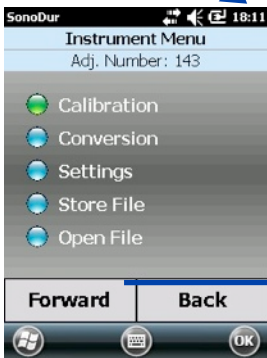 SonoDur 18:11
Instrument Menu
Adj. Number: 143
Calibration
Conversion
Settings
Store File
Open File
Forward Back
OK